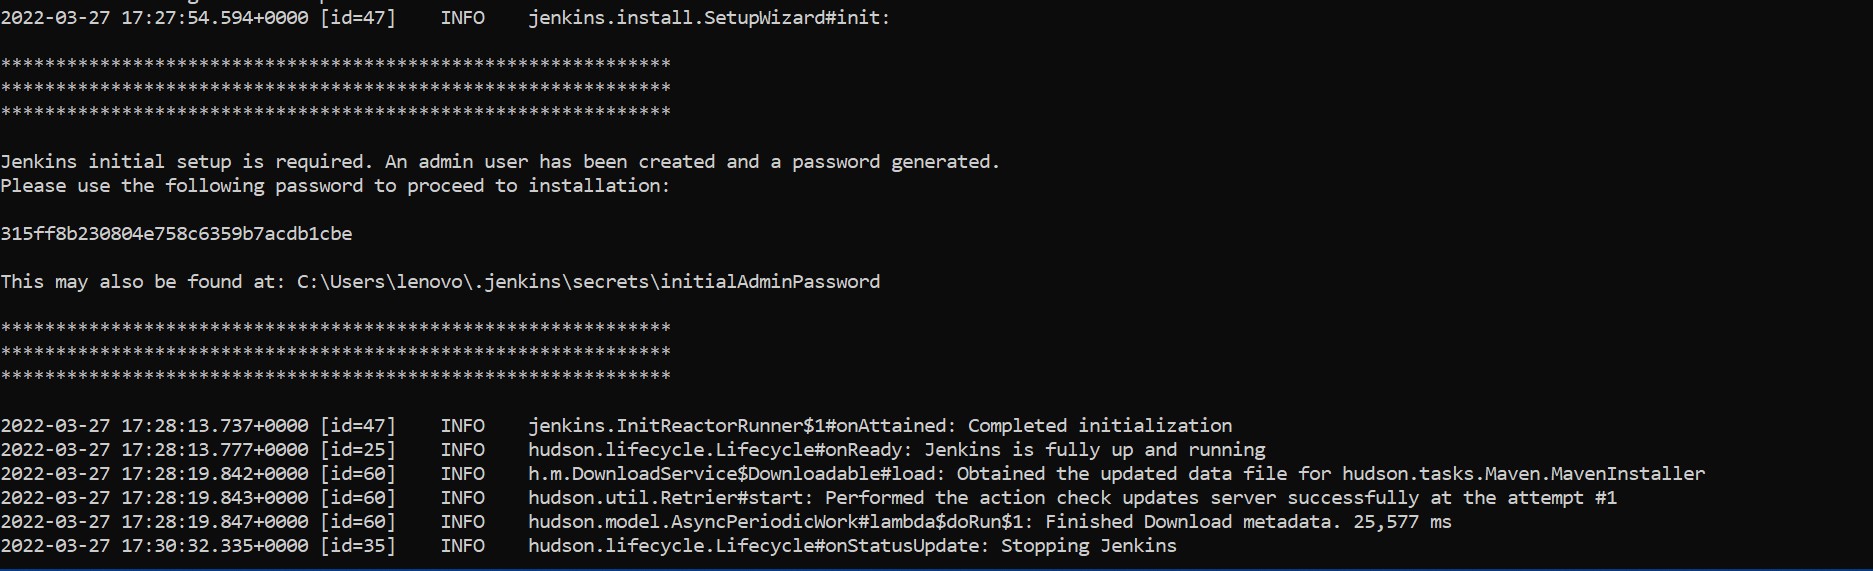 2022-03-27 17:27:54.594+0000 [id=47]    INFO    jenkins.install.SetupWizard#init:
*************************************************************
*************************************************************
*************************************************************
Jenkins initial setup is required. An admin user has been created and a password generated.
Please use the following password to proceed to installation:
315ff8b230804e758c6359b7acdb1cbe
This may also be found at: C:\Users\lenovo\.jenkins\secrets\initialAdminPassword
*************************************************************
*************************************************************
*************************************************************
2022-03-27 17:28:13.737+0000 [id=47]    INFO    jenkins.InitReactorRunner$1#onAttained: Completed initialization
2022-03-27 17:28:13.777+0000 [id=25]    INFO    hudson.lifecycle.Lifecycle#onReady: Jenkins is fully up and running
2022-03-27 17:28:19.842+0000 [id=60]    INFO    h.m.DownloadService$Downloadable#load: Obtained the updated data file for hudson.tasks.Maven.MavenInstaller
2022-03-27 17:28:19.843+0000 [id=60]    INFO    hudson.util.Retrier#start: Performed the action check updates server successfully at the attempt #1
2022-03-27 17:28:19.847+0000 [id=60]    INFO    hudson.model.AsyncPeriodicWork#lambda$doRun$1: Finished Download metadata. 25,577 ms
2022-03-27 17:30:32.335+0000 [id=35]    INFO    hudson.lifecycle.Lifecycle#onStatusUpdate: Stopping Jenkins